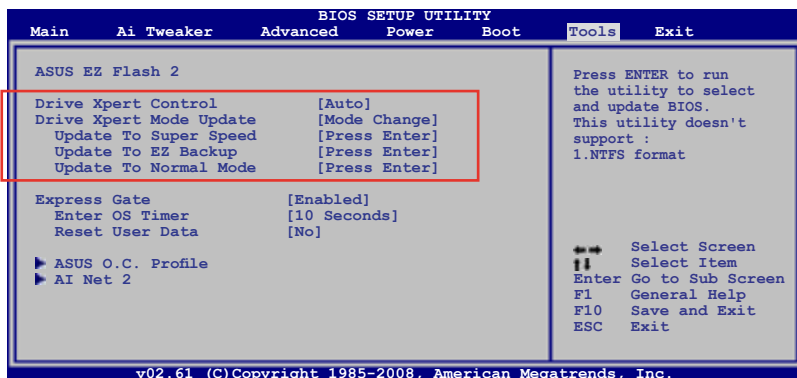 BIOS SETUP UTILITY
Main Ai Tweaker Advanced Power Boot Tools Exit
ASUS EZ Flash 2
Drive Xpert Control [Auto]
Drive Xpert Mode Update [Mode Change]
Update To Super Speed [Press Enter]
Update To EZ Backup [Press Enter]
Update To Normal Mode [Press Enter]
Express Gate [Enabled]
Enter OS Timer [10 Seconds]
Reset User Data [No]
ASUS O.C. Profile
AI Net 2
Press ENTER to run
the utility to select
and update BIOS.
This utility doesn't
support :
1.NTFS format
Select Screen
Select Item
Enter Go to Sub Screen
F1 General Help
F10 Save and Exit
ESC Exit
v02.61 (C)Copyright 1985-2008, American Megatrends, Inc.